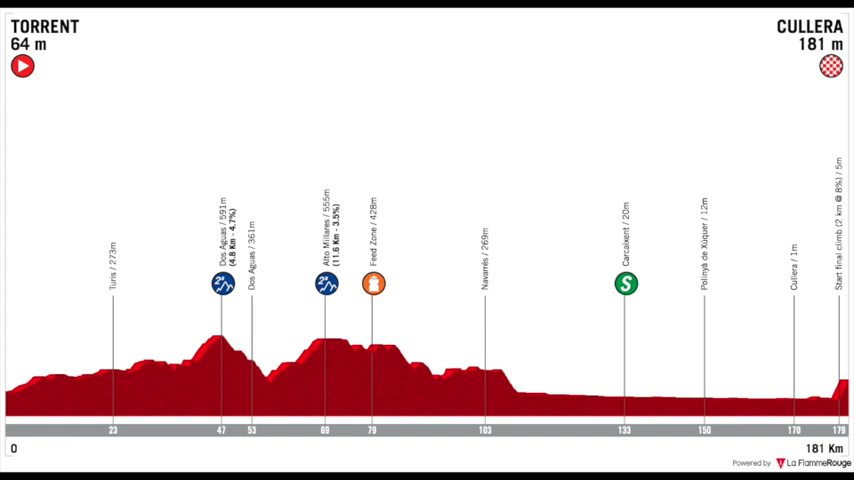 TORRENT
64 m
CULLERA
181 m
Turis / 273m
Dos Aguas / 591m
(4.8 Km - 4.7%)
2ª
Dos Aguas / 361m
Alto Millares / 555m
(11.6 Km - 3.5%)
2ª
Feed Zone / 428m
Navarrés / 269m
Carcaixent / 20m
S
Polinyà de Xúquer / 12m
Cullera / 1m
Start final climb (2 km @ 8%) / 5m
23
47
53
69
79
103
133
150
170
179
0
181 Km
Powered by La FlammeRouge